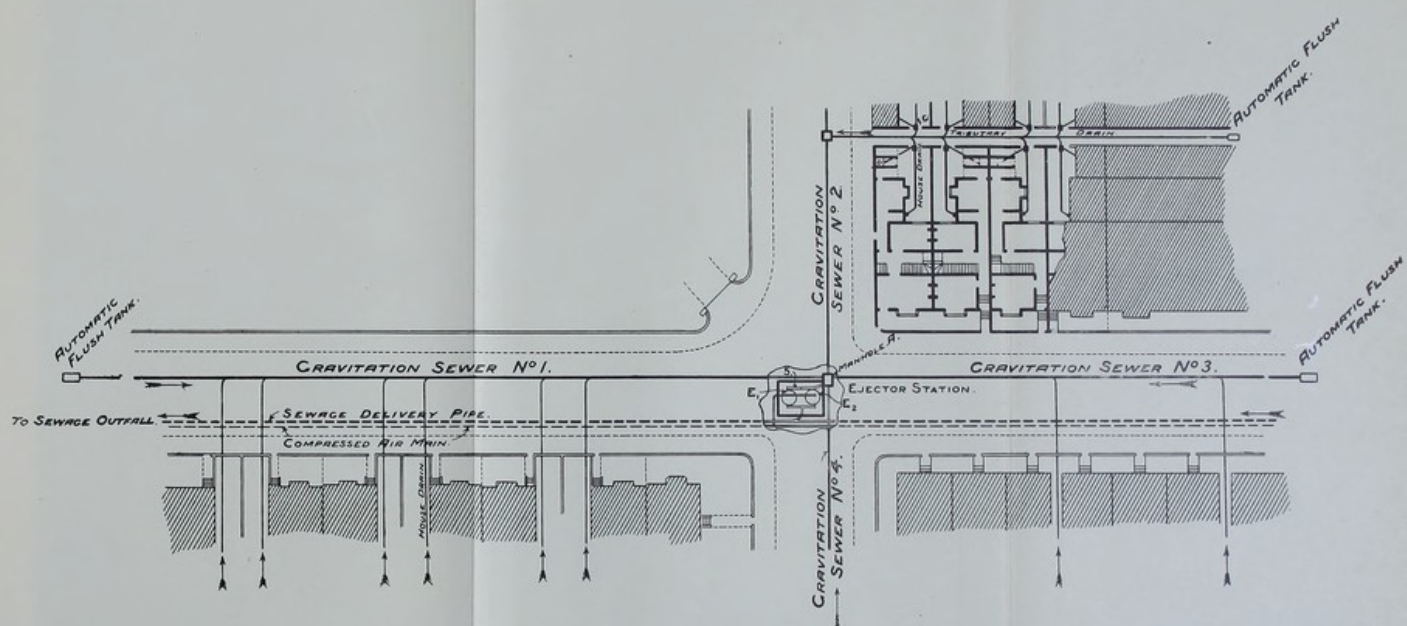 AUTOMATIC FLUSH
TANK.
I.C
TRIBUTARY DRAIN.
HOUSE DRAIN
GRAVITATION
SEWER Nº 2.
AUTOMATIC
FLUSH TANK.
MANHOLE A.
AUTOMATIC FLUSH
TANK.
GRAVITATION SEWER Nº 1.
GRAVITATION SEWER Nº 3.
S.
EJECTOR STATION.
E1
E2
TO SEWAGE OUTFALL.
SEWAGE DELIVERY PIPE.
COMPRESSED AIR MAIN.
HOUSE DRAIN
GRAVITATION
SEWER Nº 4.